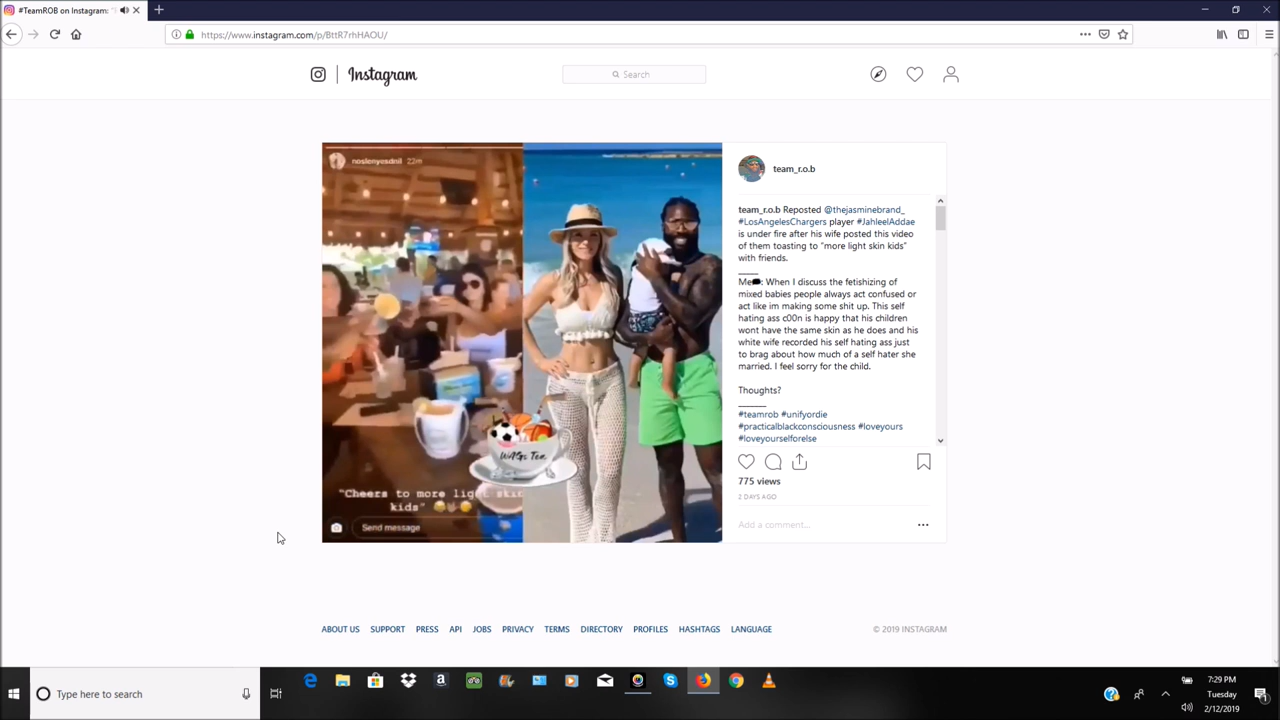 #TeamROB on Instagram: "
https://www.instagram.com/p/BttR7rhHAOU/
Instagram
Search
noslenyesdnil 22m
WAGs Tea
"Cheers to more light skin
kids"
Send message
team_r.o.b
team_r.o.b Reposted @thejasminebrand_
#LosAngelesChargers player #JahleelAddae
is under fire after his wife posted this video
of them toasting to "more light skin kids"
with friends.
Me: When I discuss the fetishizing of
mixed babies people always act confused or
act like im making some shit up. This self
hating ass c00n is happy that his children
wont have the same skin as he does and his
white wife recorded his self hating ass just
to brag about how much of a self hater she
married. I feel sorry for the child.
Thoughts?
#teamrob #unifyordie
#practicalblackconsciousness #loveyours
#loveyourselforelse
775 views
2 DAYS AGO
Add a comment...
ABOUT US SUPPORT PRESS API JOBS PRIVACY TERMS DIRECTORY PROFILES HASHTAGS LANGUAGE
© 2019 INSTAGRAM
Type here to search
7:29 PM
Tuesday
2/12/2019